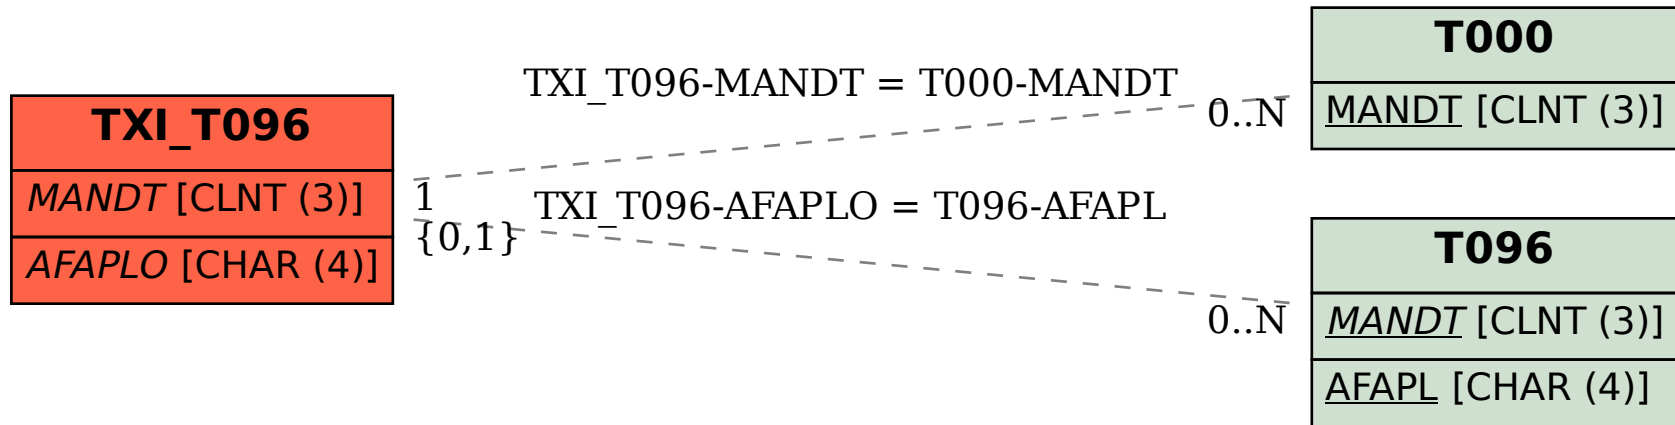 TXI_T096
MANDT [CLNT (3)]
AFAPLO [CHAR (4)]
TXI_T096-MANDT = T000-MANDT
1
0..N
TXI_T096-AFAPLO = T096-AFAPL
{0,1}
0..N
T000
MANDT [CLNT (3)]
T096
MANDT [CLNT (3)]
AFAPL [CHAR (4)]